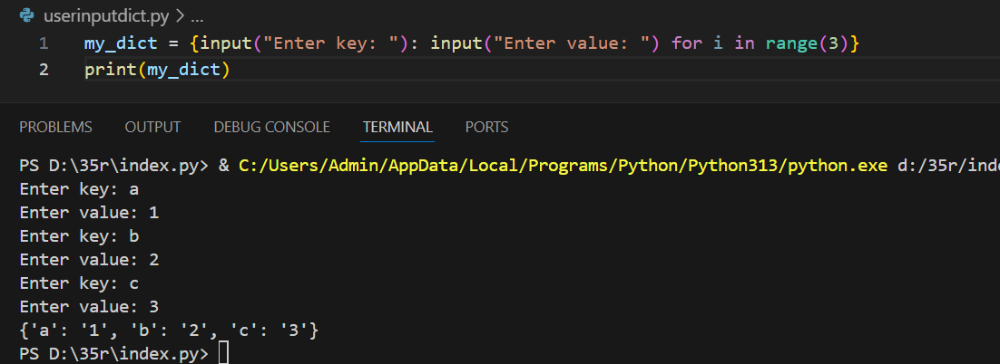 userinputdict.py > ...
1 my_dict = {input("Enter key: "): input("Enter value: ") for i in range(3)}
2 print(my_dict)
PROBLEMS OUTPUT DEBUG CONSOLE TERMINAL PORTS
PS D:\35r\index.py> & C:/Users/Admin/AppData/Local/Programs/Python/Python313/python.exe d:/35r/ind
Enter key: a
Enter value: 1
Enter key: b
Enter value: 2
Enter key: c
Enter value: 3
{'a': '1', 'b': '2', 'c': '3'}
PS D:\35r\index.py>